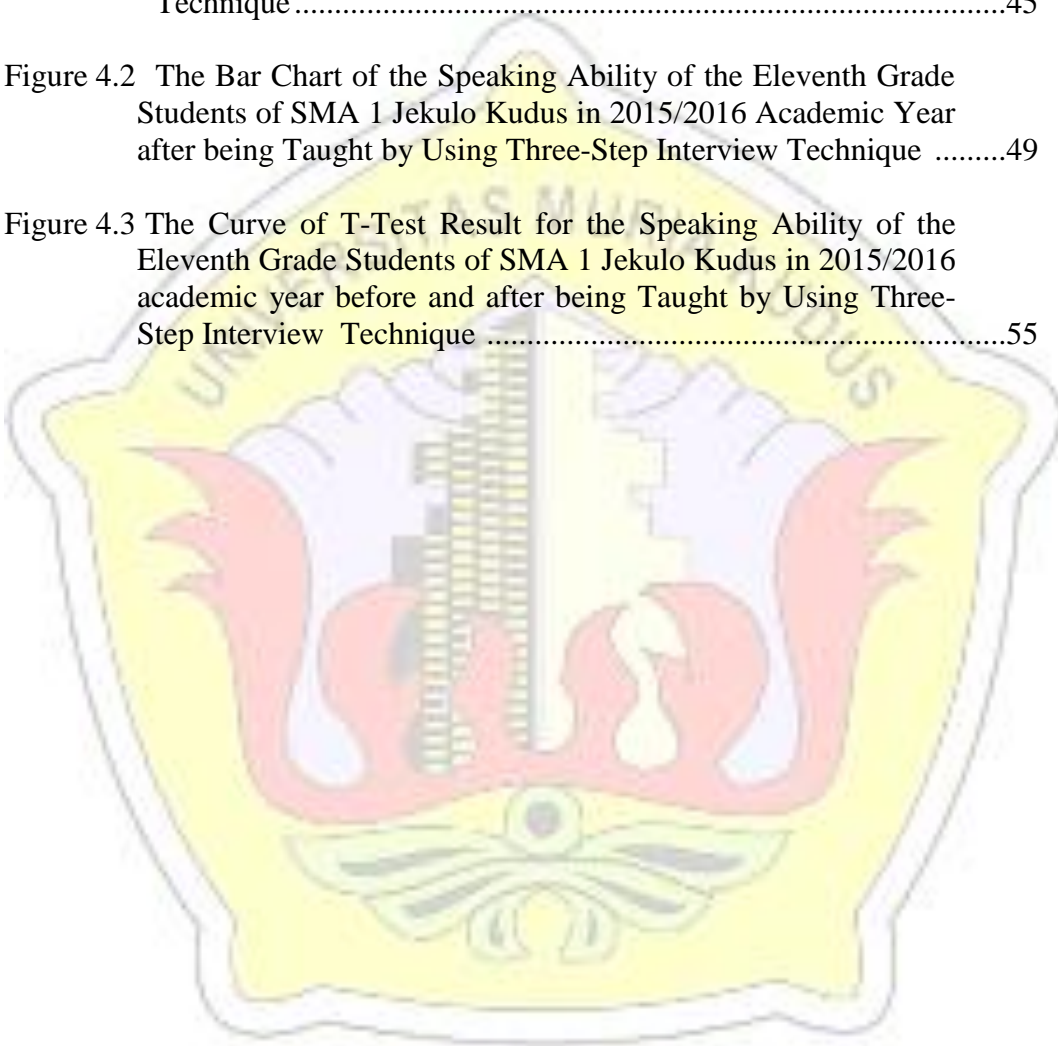 Technique.....................................................................................45
Figure 4.2 The Bar Chart of the Speaking Ability of the Eleventh Grade
Students of SMA 1 Jekulo Kudus in 2015/2016 Academic Year
after being Taught by Using Three-Step Interview Technique .........49
Figure 4.3 The Curve of T-Test Result for the Speaking Ability of the
Eleventh Grade Students of SMA 1 Jekulo Kudus in 2015/2016
academic year before and after being Taught by Using Three-
Step Interview Technique ..............................................................55
UNIVERSITAS MURIA KUDUS